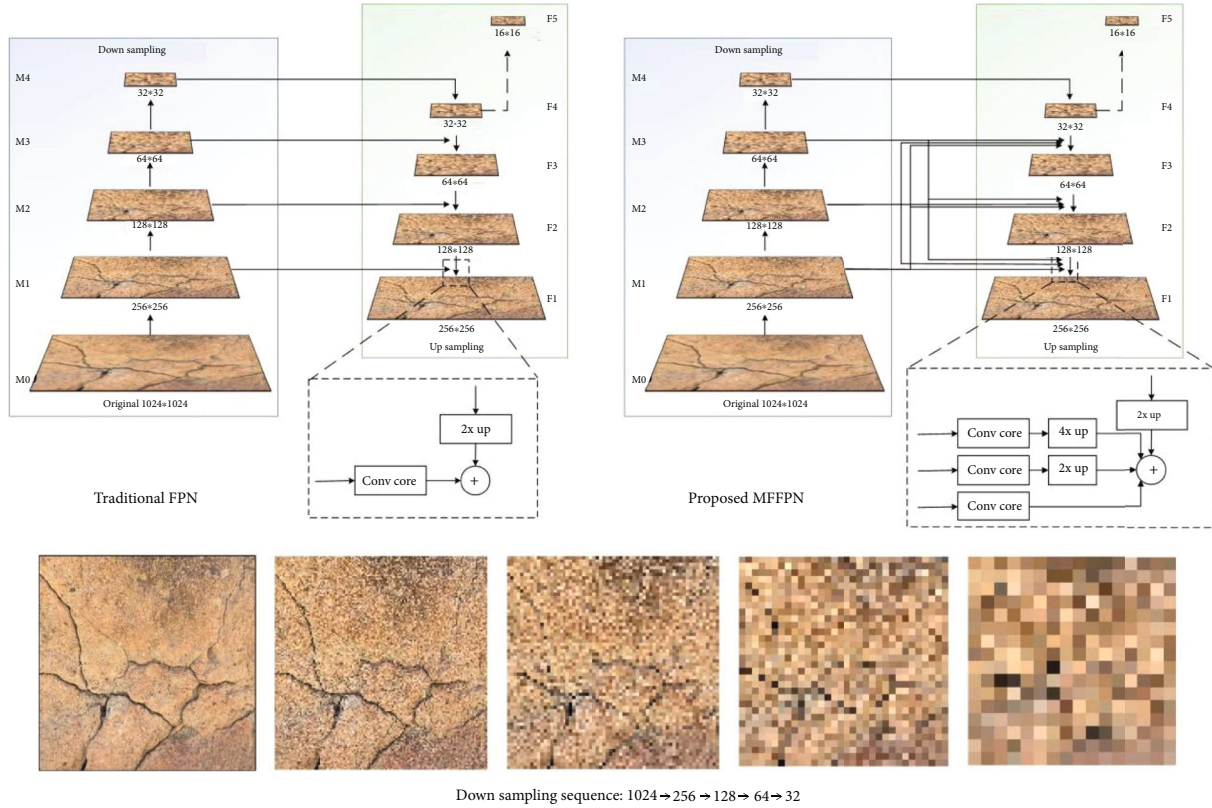 F5
16*16
Down sampling
M4
32*32
F4
32*32
M3
64*64
F3
64*64
M2
128*128
F2
128*128
M1
256*256
F1
256*256
Up sampling
M0
Original 1024*1024
2x up
Conv core
+
Traditional FPN
F5
16*16
Down sampling
M4
32*32
F4
32*32
M3
64*64
F3
64*64
M2
128*128
F2
128*128
M1
256*256
F1
256*256
Up sampling
M0
Original 1024*1024
2x up
Conv core
4x up
Conv core
2x up
+
Conv core
Proposed MFFPN
Down sampling sequence: 1024→256→128→64→32